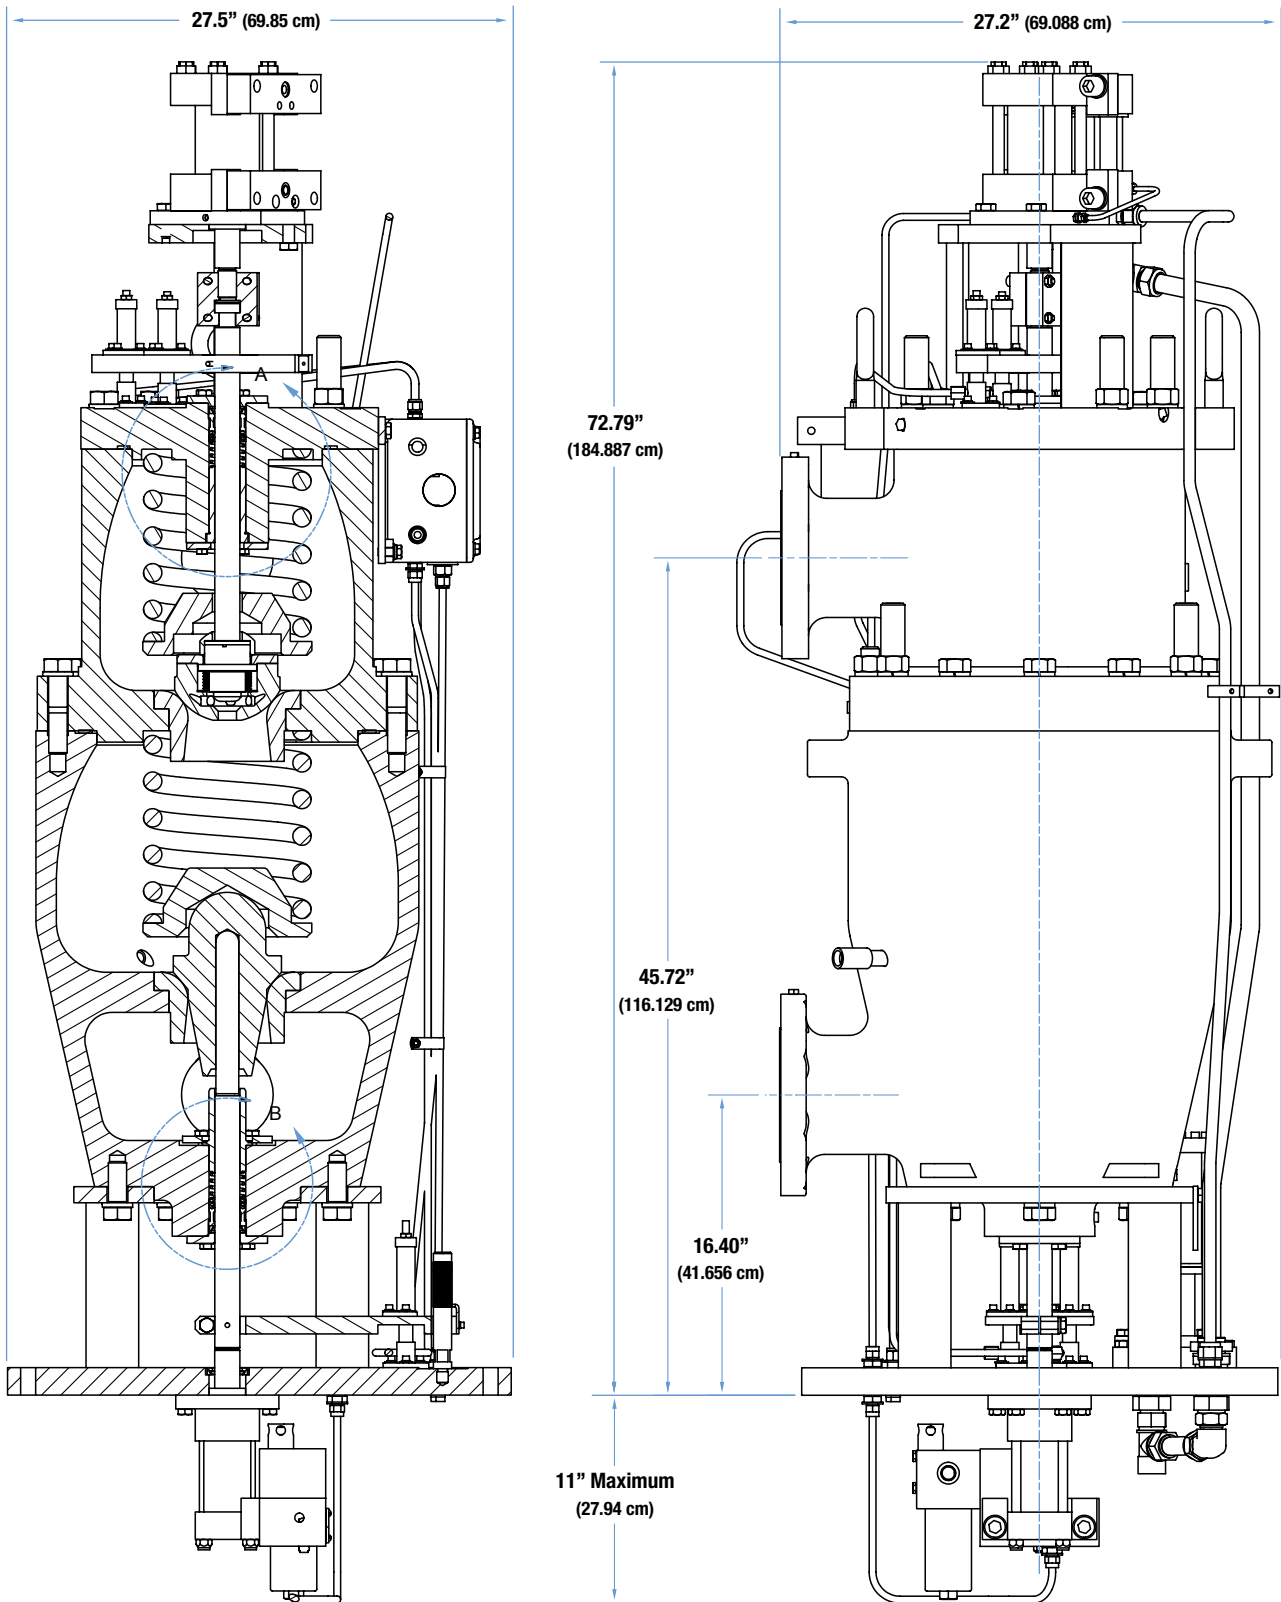 27.5” (69.85 cm)
27.2” (69.088 cm)
A
72.79”
(184.887 cm)
45.72”
(116.129 cm)
B
16.40”
(41.656 cm)
11” Maximum
(27.94 cm)